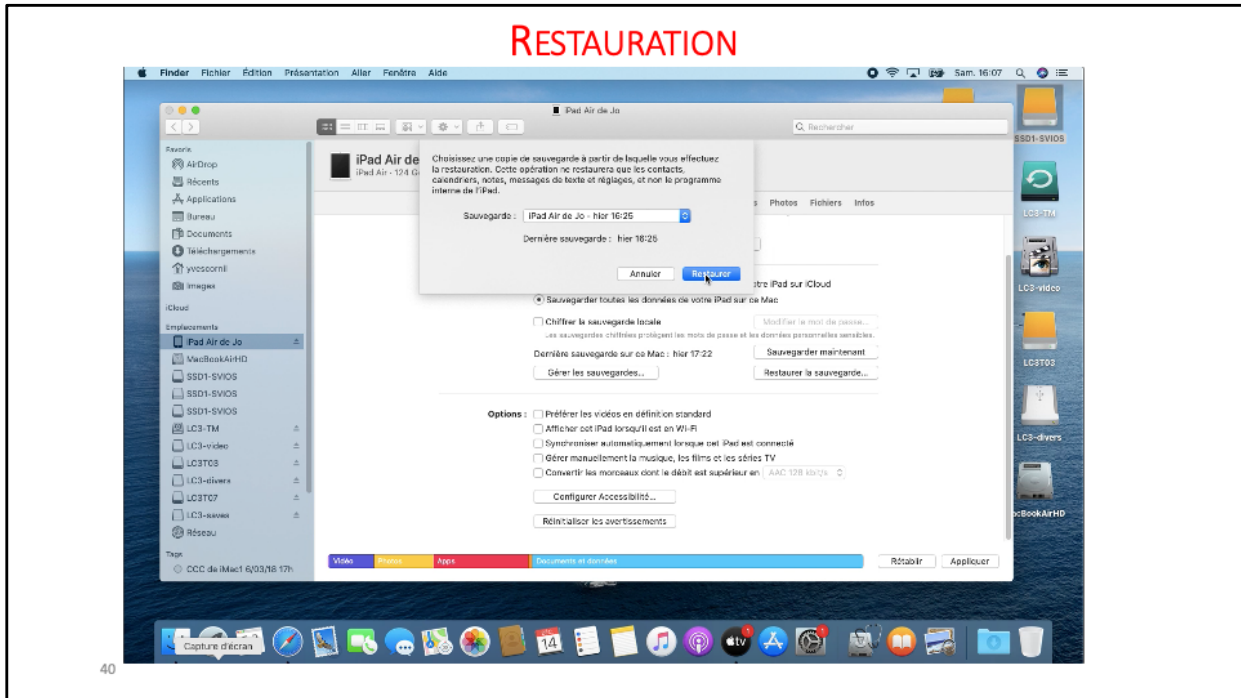 RESTAURATION
Finder Fichier Édition Présentation Aller Fenêtre Aide Sam. 16:07
iPad Air de Jo
Rechercher
Favoris
AirDrop
Récents
Applications
Bureau
Documents
Téléchargements
yvescornil
Images
iCloud
Emplacements
iPad Air de Jo
MacBookAirHD
SSD1-SVIOS
SSD1-SVIOS
SSD1-SVIOS
LC3-TM
LC3-video
LC3T03
LC3-divers
LC3T07
LC3-saves
Réseau
Tags
CCC de iMac1 6/03/18 17h
iPad Air de
iPad Air - 124 G
Choisissez une copie de sauvegarde à partir de laquelle vous effectuez
la restauration. Cette opération ne restaurera que les contacts,
calendriers, notes, messages de texte et réglages, et non le programme
interne de l'iPad.
Sauvegarde : iPad Air de Jo - hier 16:25
Dernière sauvegarde : hier 16:25
Annuler Restaurer
Photos Fichiers Infos
tre iPad sur iCloud
Sauvegarder toutes les données de votre iPad sur ce Mac
Chiffrer la sauvegarde locale Modifier le mot de passe...
Les sauvegardes chiffrées protègent les mots de passe et les données personnelles sensibles.
Dernière sauvegarde sur ce Mac : hier 17:22 Sauvegarder maintenant
Gérer les sauvegardes... Restaurer la sauvegarde...
Options : Préférer les vidéos en définition standard
Afficher cet iPad lorsqu'il est en Wi-Fi
Synchroniser automatiquement lorsque cet iPad est connecté
Gérer manuellement la musique, les films et les séries TV
Convertir les morceaux dont le débit est supérieur en AAC 128 kbit/s
Configurer Accessibilité...
Réinitialiser les avertissements
Vidéo Photos Apps Documents et données Rétablir Appliquer
SSD1-SVIOS
LC3-TM
LC3-video
LC3T03
LC3-divers
acBookAirHD
Capture d'écran
14
tv
40